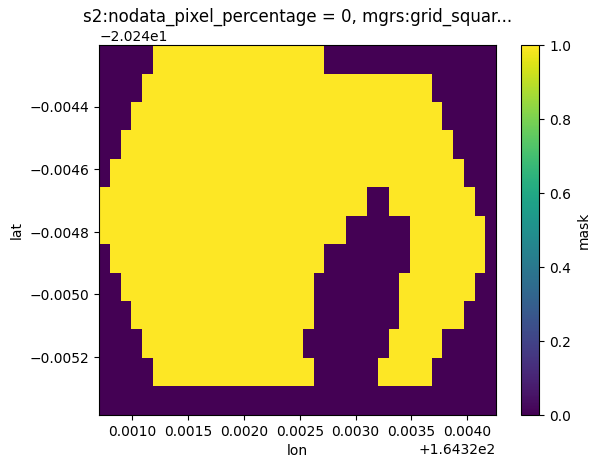 s2:nodata_pixel_percentage = 0, mgrs:grid_squar...
−2.024e1
−0.0044
−0.0046
−0.0048
−0.0050
−0.0052
lat
0.0010 0.0015 0.0020 0.0025 0.0030 0.0035 0.0040
lon
+1.6432e2
1.0
0.8
0.6
0.4
0.2
0.0
mask